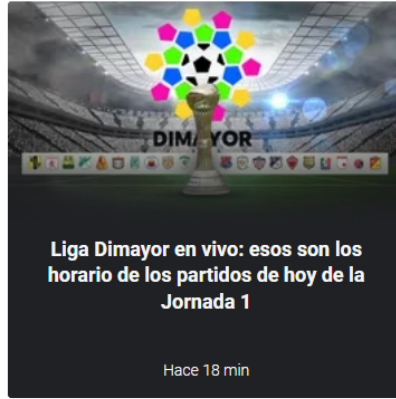 DIMAYOR
Liga Dimayor en vivo: esos son los
horario de los partidos de hoy de la
Jornada 1
Hace 18 min